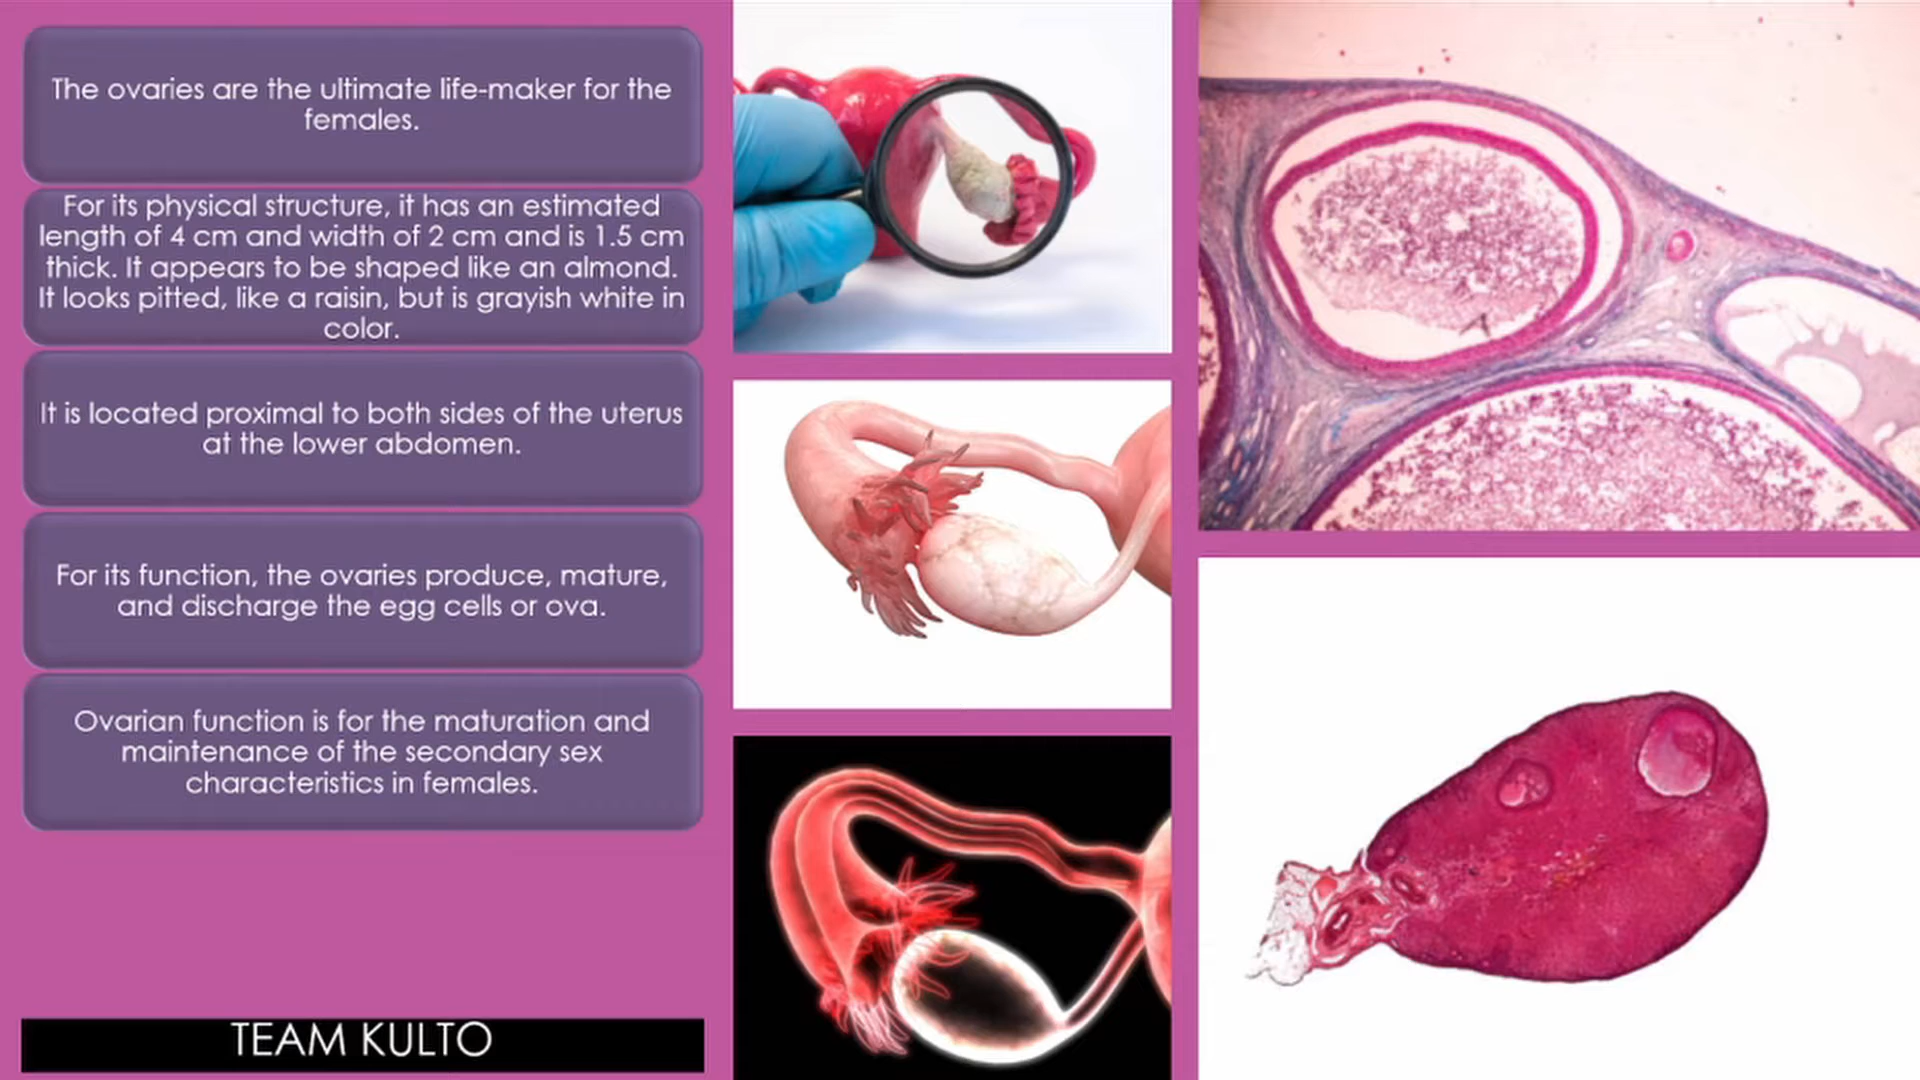 The ovaries are the ultimate life-maker for the
females.
For its physical structure, it has an estimated
length of 4 cm and width of 2 cm and is 1.5 cm
thick. It appears to be shaped like an almond.
It looks pitted, like a raisin, but is grayish white in
color.
It is located proximal to both sides of the uterus
at the lower abdomen.
For its function, the ovaries produce, mature,
and discharge the egg cells or ova.
Ovarian function is for the maturation and
maintenance of the secondary sex
characteristics in females.
TEAM KULTO